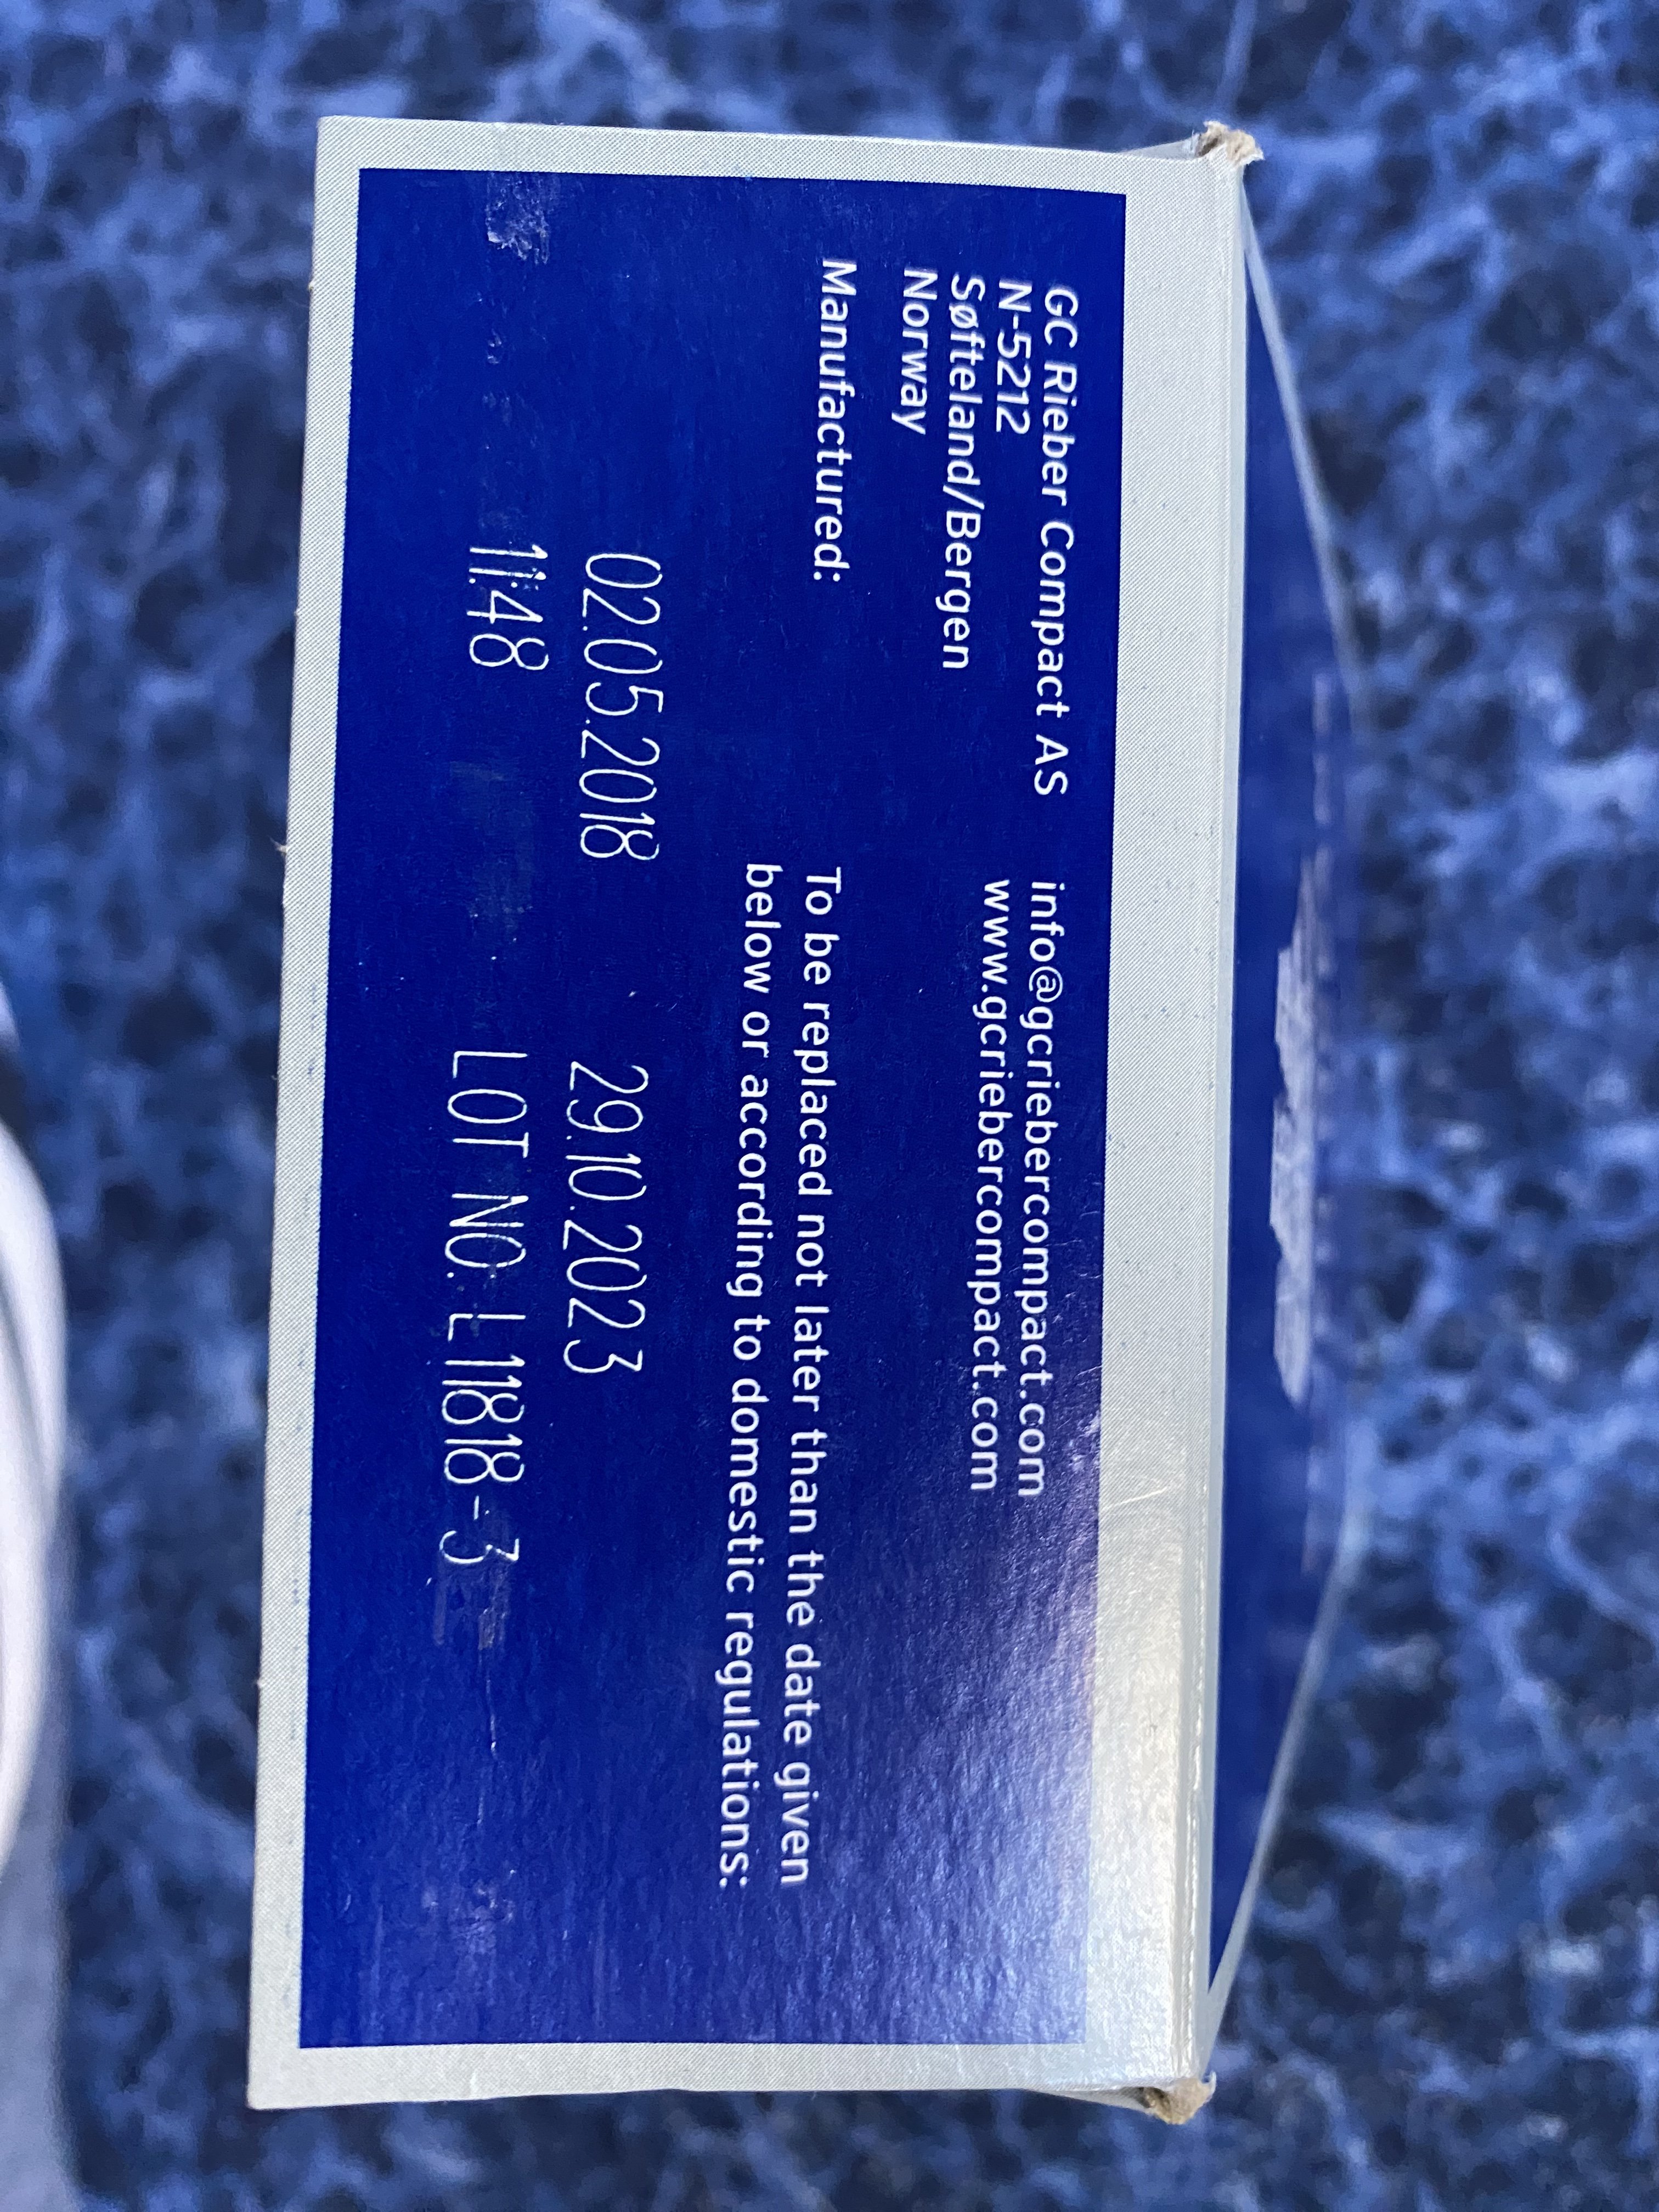 GC Rieber Compact AS
N-5212
Søfteland/Bergen
Norway
info@gcriebercompact.com
www.gcriebercompact.com
Manufactured:
To be replaced not later than the date given
below or according to domestic regulations:
02.05.2018
29.10.2023
11:48
LOT NO: L11818-3